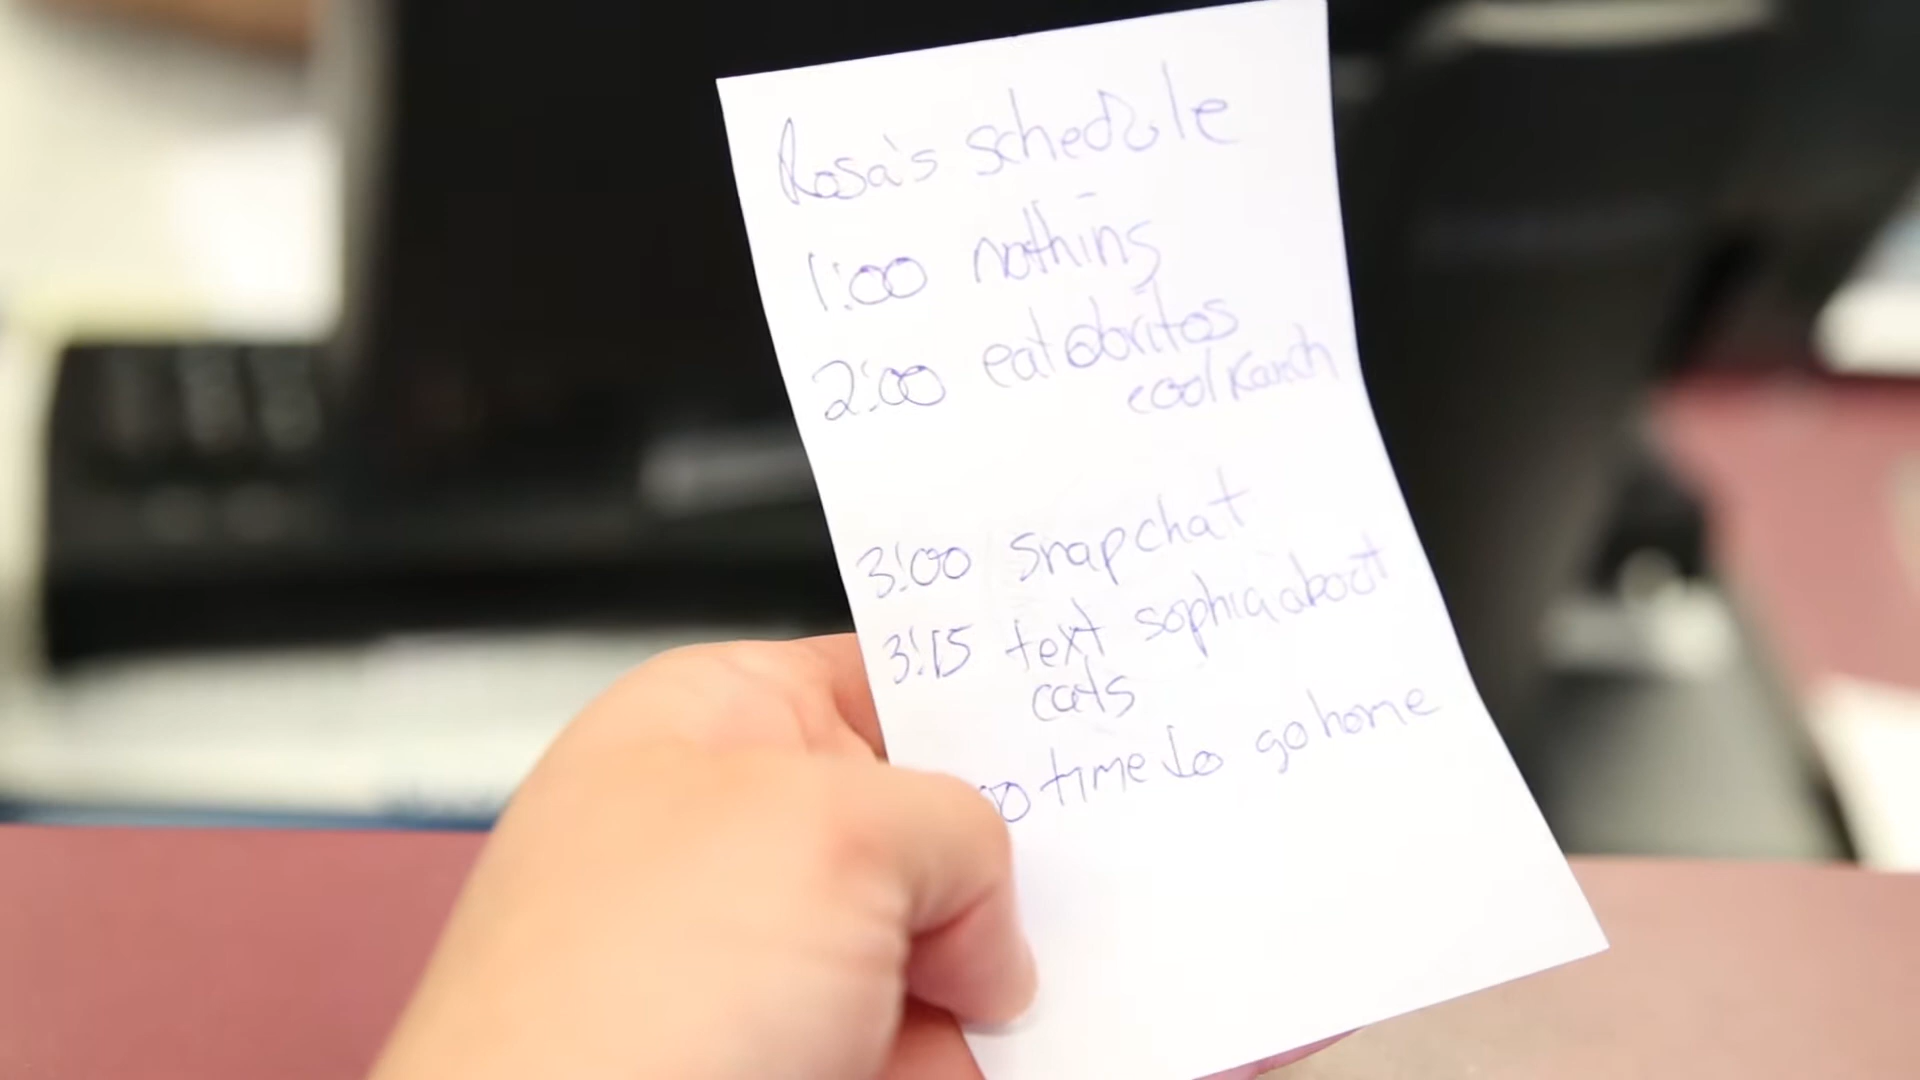 Rosa's schedule
1:00 nothing
2:00 eat doritos
cool Ranch
3:00 snapchat
3:15 text sophia about
cats
00 time to go home